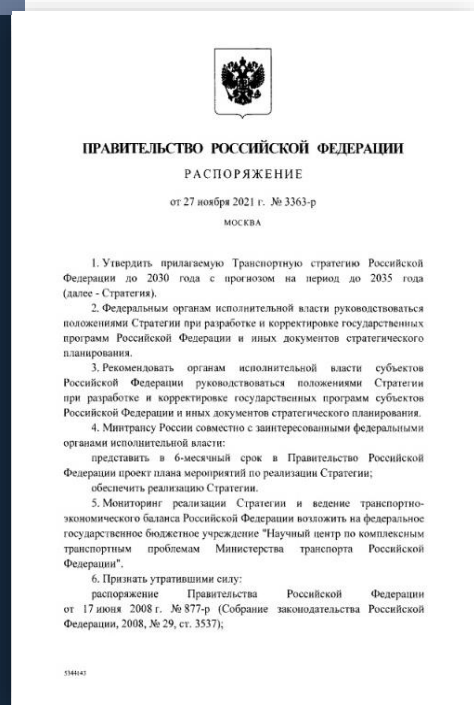 ПРАВИТЕЛЬСТВО РОССИЙСКОЙ ФЕДЕРАЦИИ
РАСПОРЯЖЕНИЕ
от 27 ноября 2021 г. № 3363-р
МОСКВА
1. Утвердить прилагаемую Транспортную стратегию Российской
Федерации до 2030 года с прогнозом на период до 2035 года
(далее - Стратегия).
2. Федеральным органам исполнительной власти руководствоваться
положениями Стратегии при разработке и корректировке государственных
программ Российской Федерации и иных документов стратегического
планирования.
3. Рекомендовать органам исполнительной власти субъектов
Российской Федерации руководствоваться положениями Стратегии
при разработке и корректировке государственных программ субъектов
Российской Федерации и иных документов стратегического планирования.
4. Минтрансу России совместно с заинтересованными федеральными
органами исполнительной власти:
представить в 6-месячный срок в Правительство Российской
Федерации проект плана мероприятий по реализации Стратегии;
обеспечить реализацию Стратегии.
5. Мониторинг реализации Стратегии и ведение транспортно-
экономического баланса Российской Федерации возложить на федеральное
государственное бюджетное учреждение "Научный центр по комплексным
транспортным проблемам Министерства транспорта Российской
Федерации".
6. Признать утратившими силу:
распоряжение Правительства Российской Федерации
от 17 июня 2008 г. № 877-р (Собрание законодательства Российской
Федерации, 2008, № 29, ст. 3537);
5344143